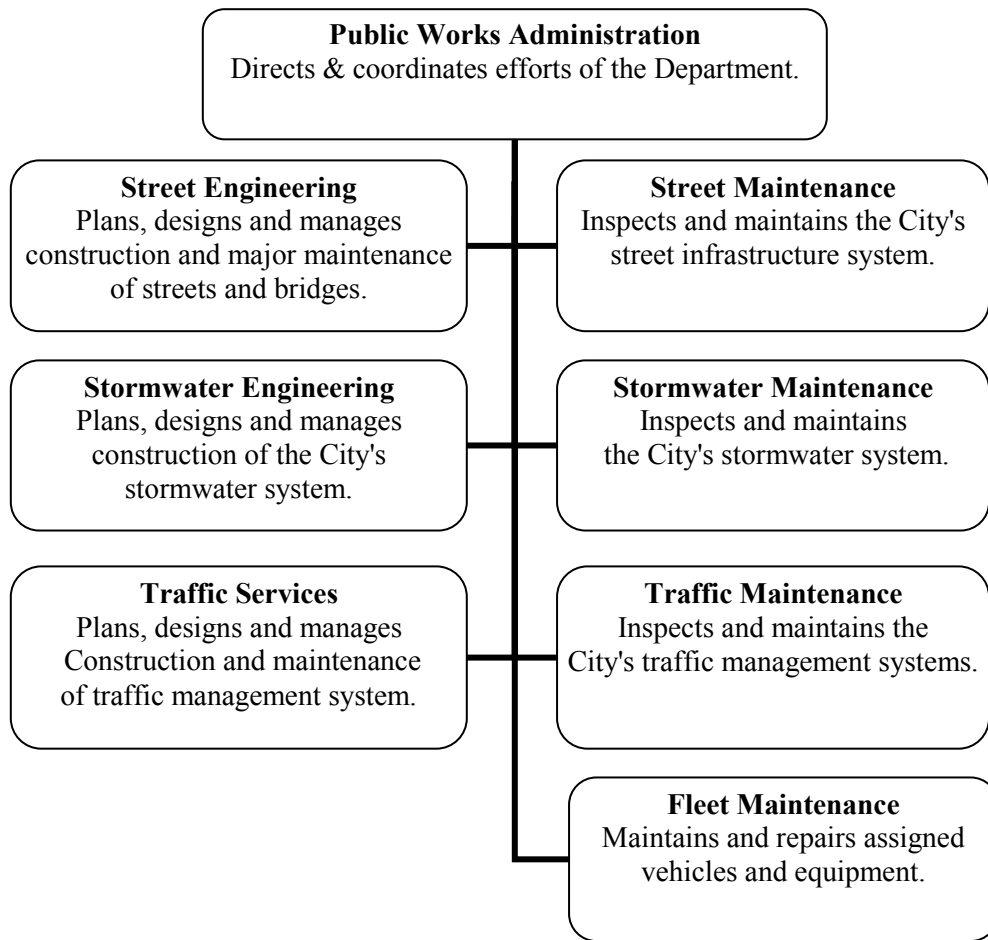 Public Works Administration
Directs & coordinates efforts of the Department.
Street Engineering
Plans, designs and manages
construction and major maintenance
of streets and bridges.
Street Maintenance
Inspects and maintains the City's
street infrastructure system.
Stormwater Engineering
Plans, designs and manages
construction of the City's
stormwater system.
Stormwater Maintenance
Inspects and maintains
the City's stormwater system.
Traffic Services
Plans, designs and manages
Construction and maintenance
of traffic management system.
Traffic Maintenance
Inspects and maintains the
City's traffic management systems.
Fleet Maintenance
Maintains and repairs assigned
vehicles and equipment.